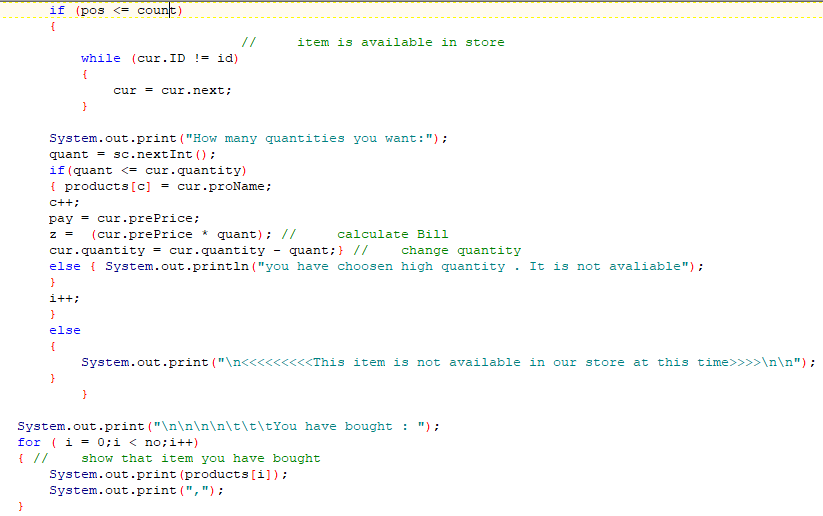 if (pos <= count)
{
//     item is available in store
while (cur.ID != id)
{
cur = cur.next;
}
System.out.print("How many quantities you want:");
quant = sc.nextInt();
if(quant <= cur.quantity)
{ products[c] = cur.proName;
c++;
pay = cur.prePrice;
z =  (cur.prePrice * quant); //     calculate Bill
cur.quantity = cur.quantity - quant;} //    change quantity
else { System.out.println("you have choosen high quantity . It is not avaliable");
}
i++;
}
else
{
System.out.print("\n<<<<<<<<<This item is not available in our store at this time>>>>\n\n");
}
}
System.out.print("\n\n\n\n\t\t\tYou have bought : ");
for ( i = 0;i < no;i++)
{ //    show that item you have bought
System.out.print(products[i]);
System.out.print(",");
}